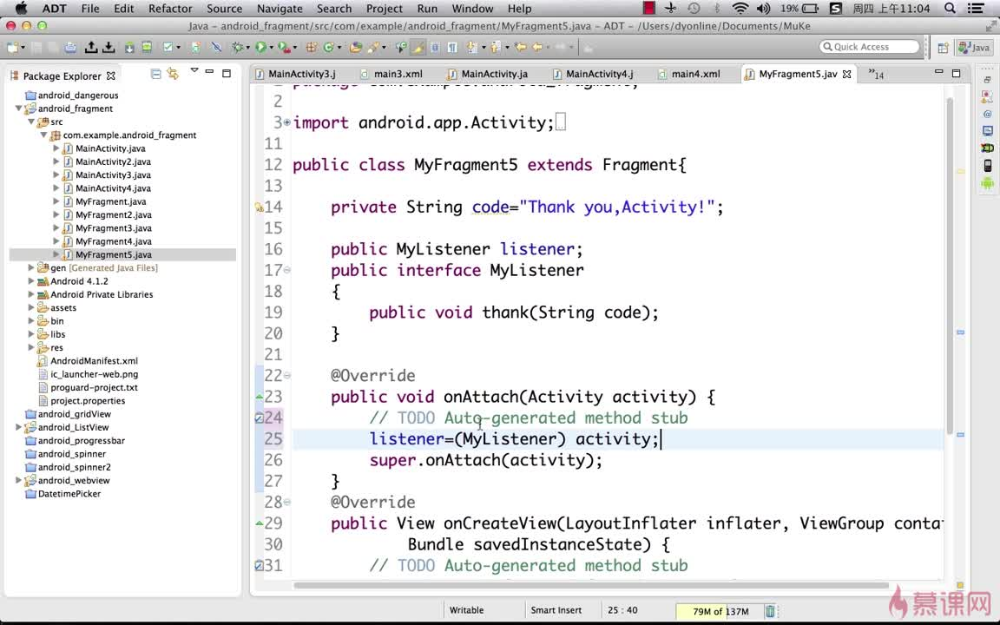 ADT File Edit Refactor Source Navigate Search Project Run Window Help 19% 周四 上午11:04
Java - android_fragment/src/com/example/android_fragment/MyFragment5.java - ADT - /Users/dyonline/Documents/MuKe
Quick Access Java
Package Explorer
MainActivity3.j main3.xml MainActivity.ja MainActivity4.j main4.xml MyFragment5.jav »14
android_dangerous
android_fragment
src
com.example.android_fragment
MainActivity.java
MainActivity2.java
MainActivity3.java
MainActivity4.java
MyFragment.java
MyFragment2.java
MyFragment3.java
MyFragment4.java
MyFragment5.java
gen [Generated Java Files]
Android 4.1.2
Android Private Libraries
assets
bin
libs
res
AndroidManifest.xml
ic_launcher-web.png
proguard-project.txt
project.properties
android_gridView
android_ListView
android_progressbar
android_spinner
android_spinner2
android_webview
DatetimePicker
2
3 import android.app.Activity;
11
12 public class MyFragment5 extends Fragment{
13
14 private String code="Thank you,Activity!";
15
16 public MyListener listener;
17 public interface MyListener
18 {
19 public void thank(String code);
20 }
21
22 @Override
23 public void onAttach(Activity activity) {
24 // TODO Auto-generated method stub
25 listener=(MyListener) activity;
26 super.onAttach(activity);
27 }
28 @Override
29 public View onCreateView(LayoutInflater inflater, ViewGroup contai
30 Bundle savedInstanceState) {
31 // TODO Auto-generated method stub
Writable Smart Insert 25 : 40 79M of 137M
慕课网